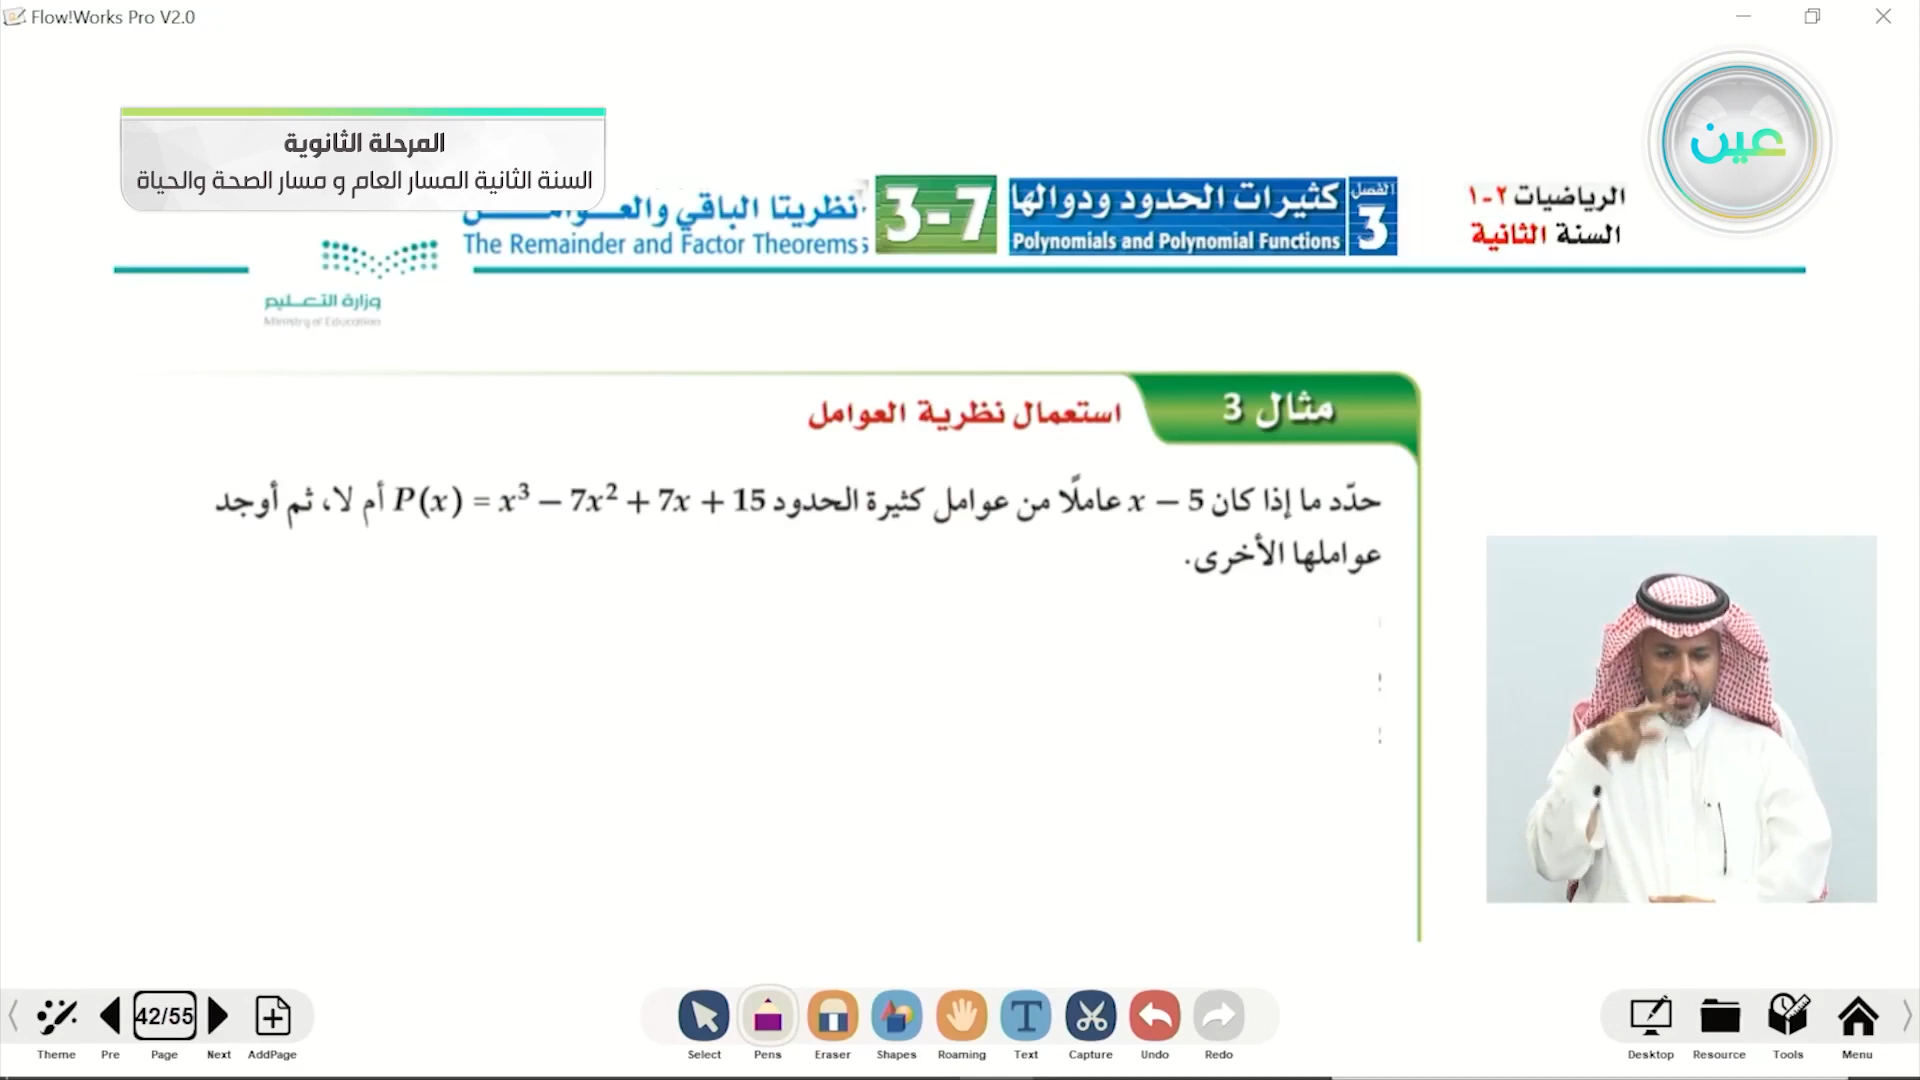 Flow!Works Pro V2.0
عين
المرحلة الثانوية
السنة الثانية المسار العام و مسار الصحة والحياة
الرياضيات ٢-١
السنة الثانية
الفصل 3
كثيرات الحدود ودوالها
Polynomials and Polynomial Functions
3-7
نظريتا الباقي والعوامل
The Remainder and Factor Theorems
وزارة التعليم
Ministry of Education
مثال 3
استعمال نظرية العوامل
حدّد ما إذا كان x − 5 عاملًا من عوامل كثيرة الحدود P(x) = x³ − 7x² + 7x + 15 أم لا، ثم أوجد
عواملها الأخرى.
42/55
Theme Pre Page Next AddPage
Select Pens Eraser Shapes Roaming Text Capture Undo Redo
Desktop Resource Tools Menu